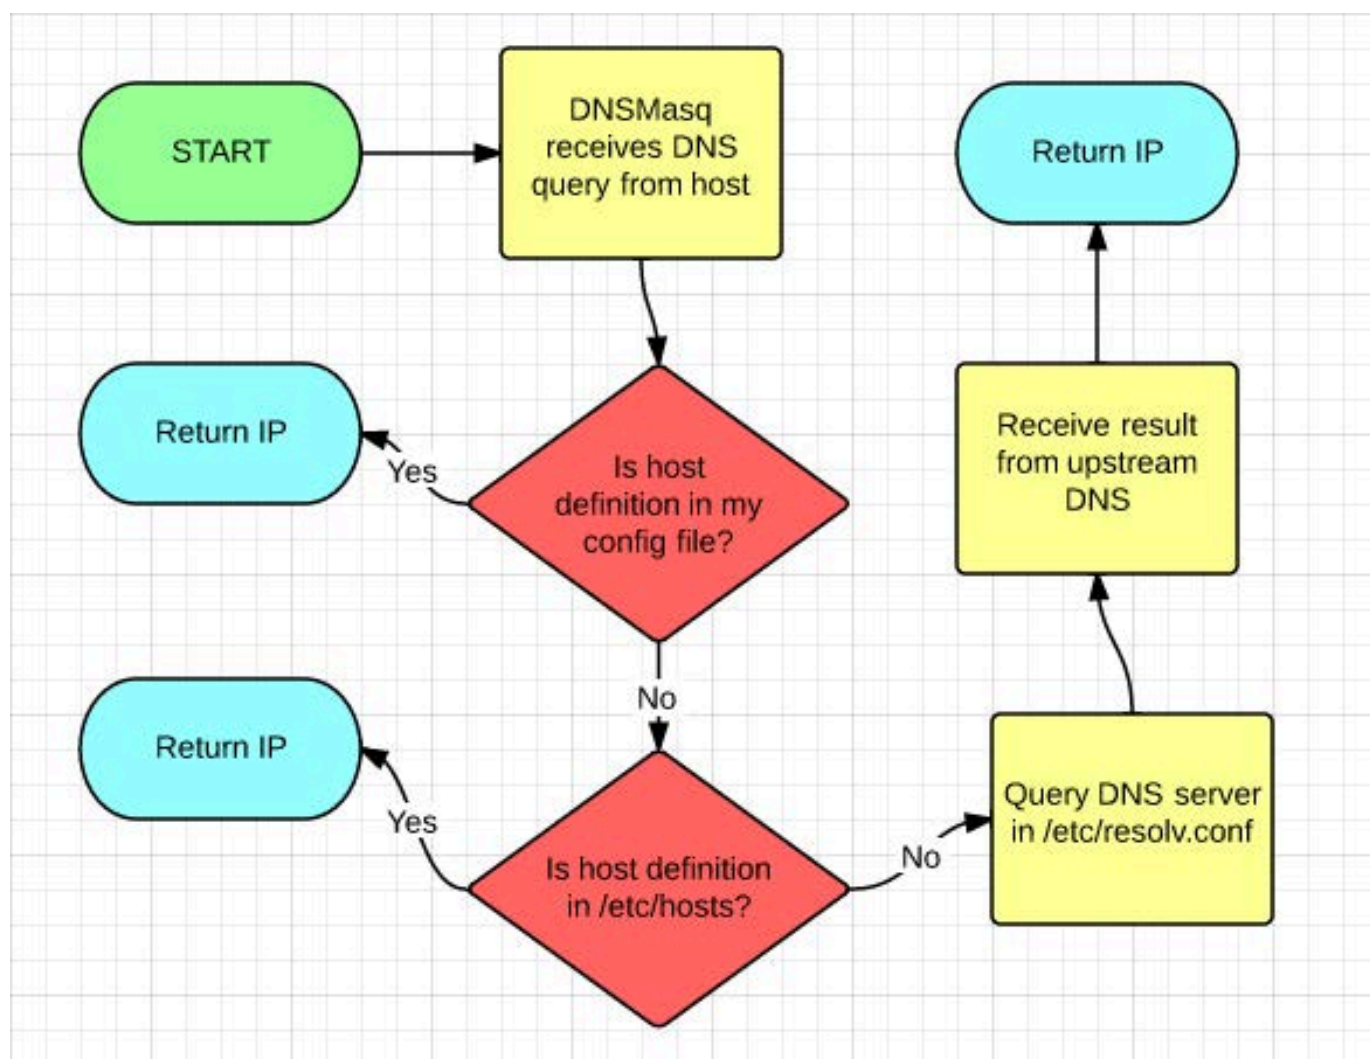 START
DNSMasq
receives DNS
query from host
Return IP
Return IP
Yes
Is host
definition in my
config file?
Receive result
from upstream
DNS
No
Return IP
Yes
Is host definition
in /etc/hosts?
No
Query DNS server
in /etc/resolv.conf